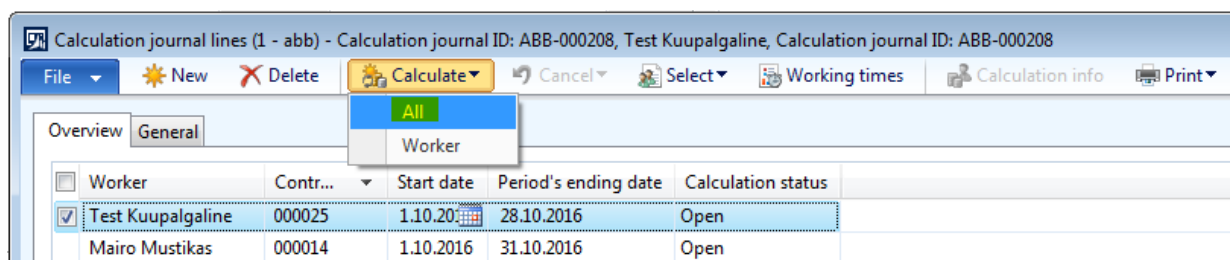 Calculation journal lines (1 - abb) - Calculation journal ID: ABB-000208, Test Kuupalgaline, Calculation journal ID: ABB-000208
File New Delete Calculate Cancel Select Working times Calculation info Print
All
Overview General
Worker
Worker Contr... Start date Period's ending date Calculation status
Test Kuupalgaline 000025 1.10.20 28.10.2016 Open
Mairo Mustikas 000014 1.10.2016 31.10.2016 Open